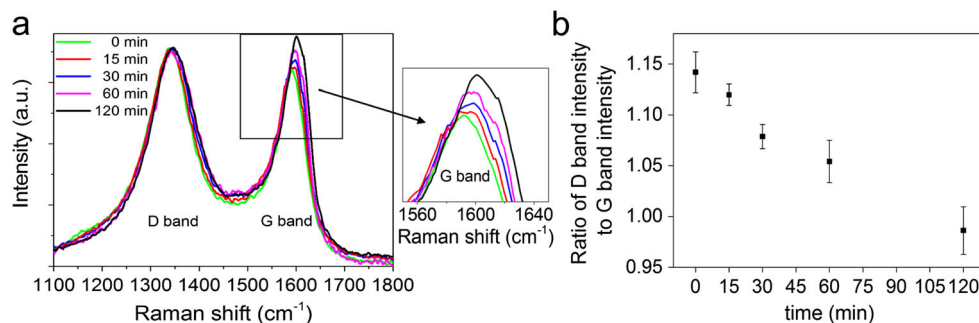 a
0 min
15 min
30 min
60 min
120 min
Intensity (a.u.)
D band
G band
1100 1200 1300 1400 1500 1600 1700 1800
Raman shift (cm⁻¹)
G band
1560 1600 1640
Raman shift (cm⁻¹)
b
Ratio of D band intensity
to G band intensity
1.15
1.10
1.05
1.00
0.95
0 15 30 45 60 75 90 105 120
time (min)